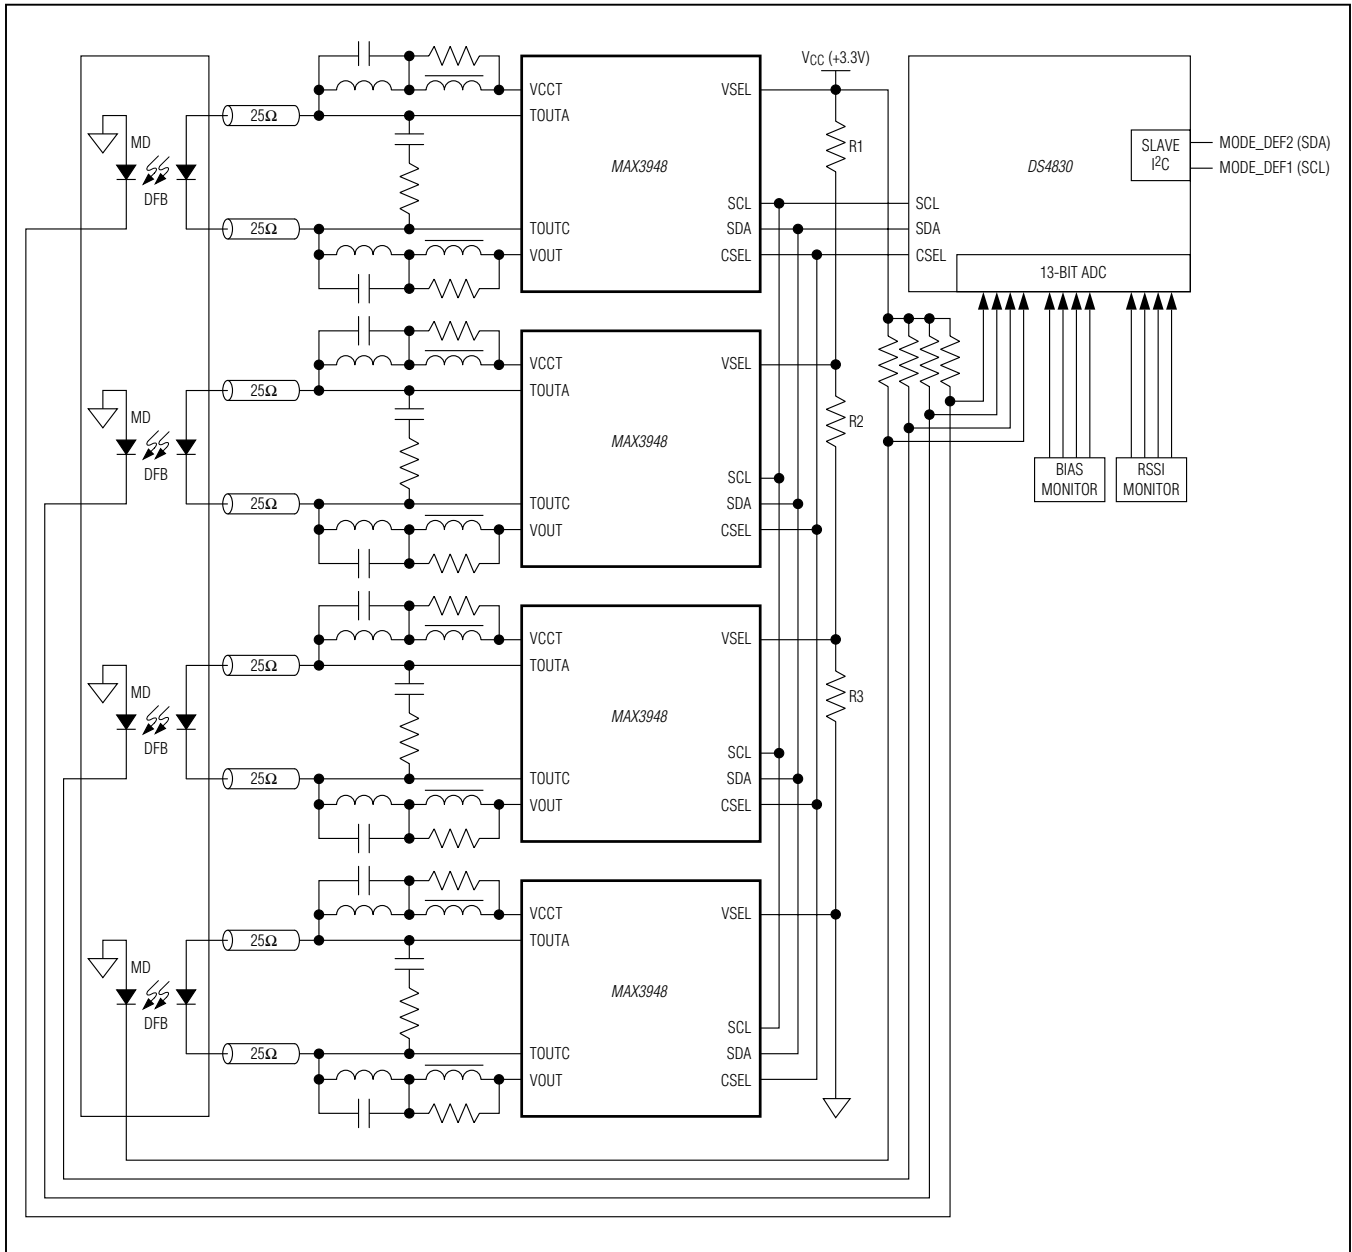 VCC (+3.3V)
VCCT
VSEL
25Ω
TOUTA
MD
R1
MAX3948
DS4830
SLAVE
I2C
MODE_DEF2 (SDA)
MODE_DEF1 (SCL)
DFB
SCL
SCL
25Ω
TOUTC
SDA
SDA
VOUT
CSEL
CSEL
13-BIT ADC
VCCT
VSEL
25Ω
TOUTA
MD
R2
MAX3948
DFB
SCL
BIAS
MONITOR
RSSI
MONITOR
25Ω
TOUTC
SDA
VOUT
CSEL
VCCT
VSEL
25Ω
TOUTA
MD
R3
MAX3948
DFB
SCL
25Ω
TOUTC
SDA
VOUT
CSEL
VCCT
VSEL
25Ω
TOUTA
MD
MAX3948
DFB
SCL
25Ω
TOUTC
SDA
VOUT
CSEL